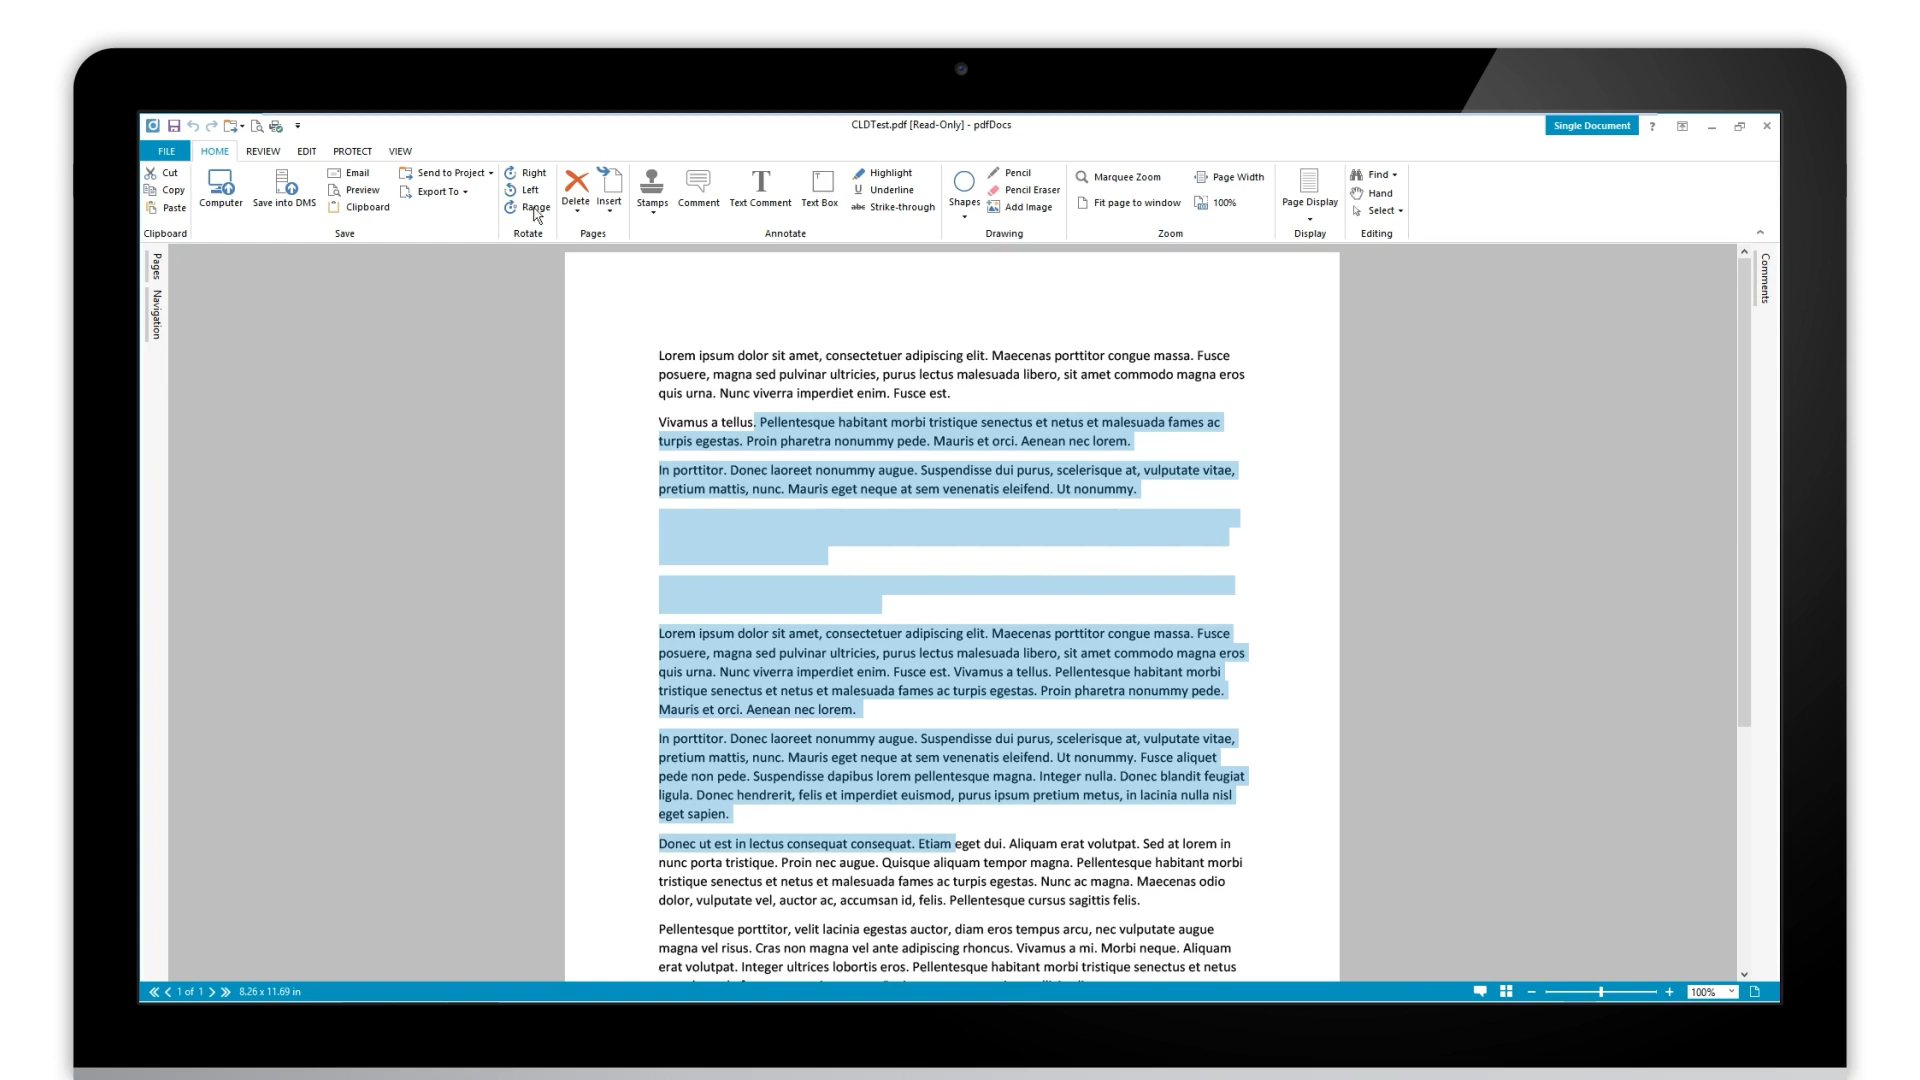 CLDTest.pdf [Read-Only] - pdfDocs
Single Document
?
FILE
HOME
REVIEW
EDIT
PROTECT
VIEW
Cut
Copy
Paste
Clipboard
Computer
Save into DMS
Email
Preview
Clipboard
Send to Project
Export To
Save
Right
Left
Range
Rotate
Delete
Insert
Pages
Stamps
Comment
T
Text Comment
T
Text Box
Highlight
U Underline
abc Strike-through
Annotate
Shapes
Pencil
Pencil Eraser
Add Image
Drawing
Marquee Zoom
Fit page to window
Page Width
100%
Zoom
Page Display
Display
Find
Hand
Select
Editing
Pages
Navigation
Comments
Lorem ipsum dolor sit amet, consectetuer adipiscing elit. Maecenas porttitor congue massa. Fusce
posuere, magna sed pulvinar ultricies, purus lectus malesuada libero, sit amet commodo magna eros
quis urna. Nunc viverra imperdiet enim. Fusce est.
Vivamus a tellus. Pellentesque habitant morbi tristique senectus et netus et malesuada fames ac
turpis egestas. Proin pharetra nonummy pede. Mauris et orci. Aenean nec lorem.
In porttitor. Donec laoreet nonummy augue. Suspendisse dui purus, scelerisque at, vulputate vitae,
pretium mattis, nunc. Mauris eget neque at sem venenatis eleifend. Ut nonummy.
Lorem ipsum dolor sit amet, consectetuer adipiscing elit. Maecenas porttitor congue massa. Fusce
posuere, magna sed pulvinar ultricies, purus lectus malesuada libero, sit amet commodo magna eros
quis urna. Nunc viverra imperdiet enim. Fusce est. Vivamus a tellus. Pellentesque habitant morbi
tristique senectus et netus et malesuada fames ac turpis egestas. Proin pharetra nonummy pede.
Mauris et orci. Aenean nec lorem.
In porttitor. Donec laoreet nonummy augue. Suspendisse dui purus, scelerisque at, vulputate vitae,
pretium mattis, nunc. Mauris eget neque at sem venenatis eleifend. Ut nonummy. Fusce aliquet
pede non pede. Suspendisse dapibus lorem pellentesque magna. Integer nulla. Donec blandit feugiat
ligula. Donec hendrerit, felis et imperdiet euismod, purus ipsum pretium metus, in lacinia nulla nisl
eget sapien.
Donec ut est in lectus consequat consequat. Etiam eget dui. Aliquam erat volutpat. Sed at lorem in
nunc porta tristique. Proin nec augue. Quisque aliquam tempor magna. Pellentesque habitant morbi
tristique senectus et netus et malesuada fames ac turpis egestas. Nunc ac magna. Maecenas odio
dolor, vulputate vel, auctor ac, accumsan id, felis. Pellentesque cursus sagittis felis.
Pellentesque porttitor, velit lacinia egestas auctor, diam eros tempus arcu, nec vulputate augue
magna vel risus. Cras non magna vel ante adipiscing rhoncus. Vivamus a mi. Morbi neque. Aliquam
erat volutpat. Integer ultrices lobortis eros. Pellentesque habitant morbi tristique senectus et netus
1 of 1
8.26 x 11.69 in
100%